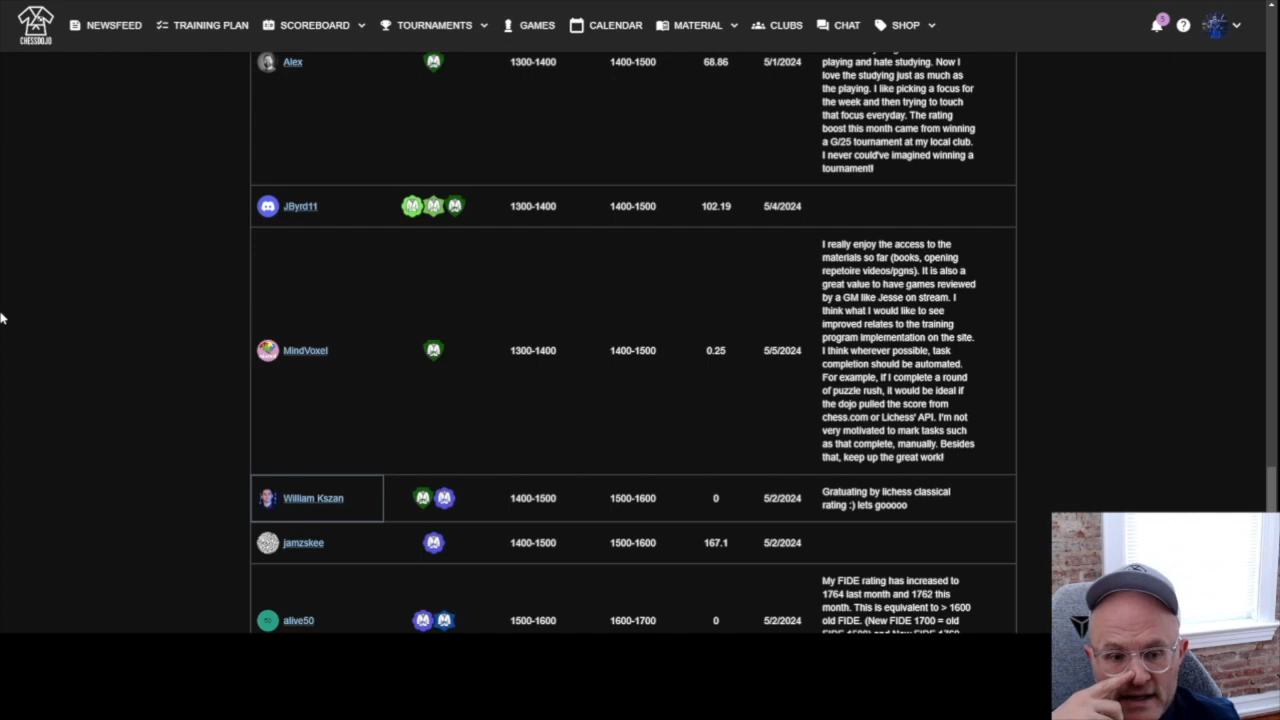 CHESSDOJO
NEWSFEED
TRAINING PLAN
SCOREBOARD
TOURNAMENTS
GAMES
CALENDAR
MATERIAL
CLUBS
CHAT
SHOP
Alex
1300-1400
1400-1500
68.86
5/1/2024
playing and hate studying. Now I
love the studying just as much as
the playing. I like picking a focus for
the week and then trying to touch
that focus everyday. The rating
boost this month came from winning
a G/25 tournament at my local club.
I never could've imagined winning a
tournament!
JByrd11
1300-1400
1400-1500
102.19
5/4/2024
MindVoxel
1300-1400
1400-1500
0.25
5/5/2024
I really enjoy the access to the
materials so far (books, opening
repetoire videos/pgns). It is also a
great value to have games reviewed
by a GM like Jesse on stream. I
think what I would like to see
improved relates to the training
program implementation on the site.
I think wherever possible, task
completion should be automated.
For example, if I complete a round
of puzzle rush, it would be ideal if
the dojo pulled the score from
chess.com or Lichess' API. I'm not
very motivated to mark tasks such
as that complete, manually. Besides
that, keep up the great work!
William Kszan
1400-1500
1500-1600
0
5/2/2024
Gratuating by lichess classical
rating :) lets gooooo
jamzskee
1400-1500
1500-1600
167.1
5/2/2024
alive50
1500-1600
1600-1700
0
5/2/2024
My FIDE rating has increased to
1764 last month and 1762 this
month. This is equivalent to > 1600
old FIDE. (New FIDE 1700 = old